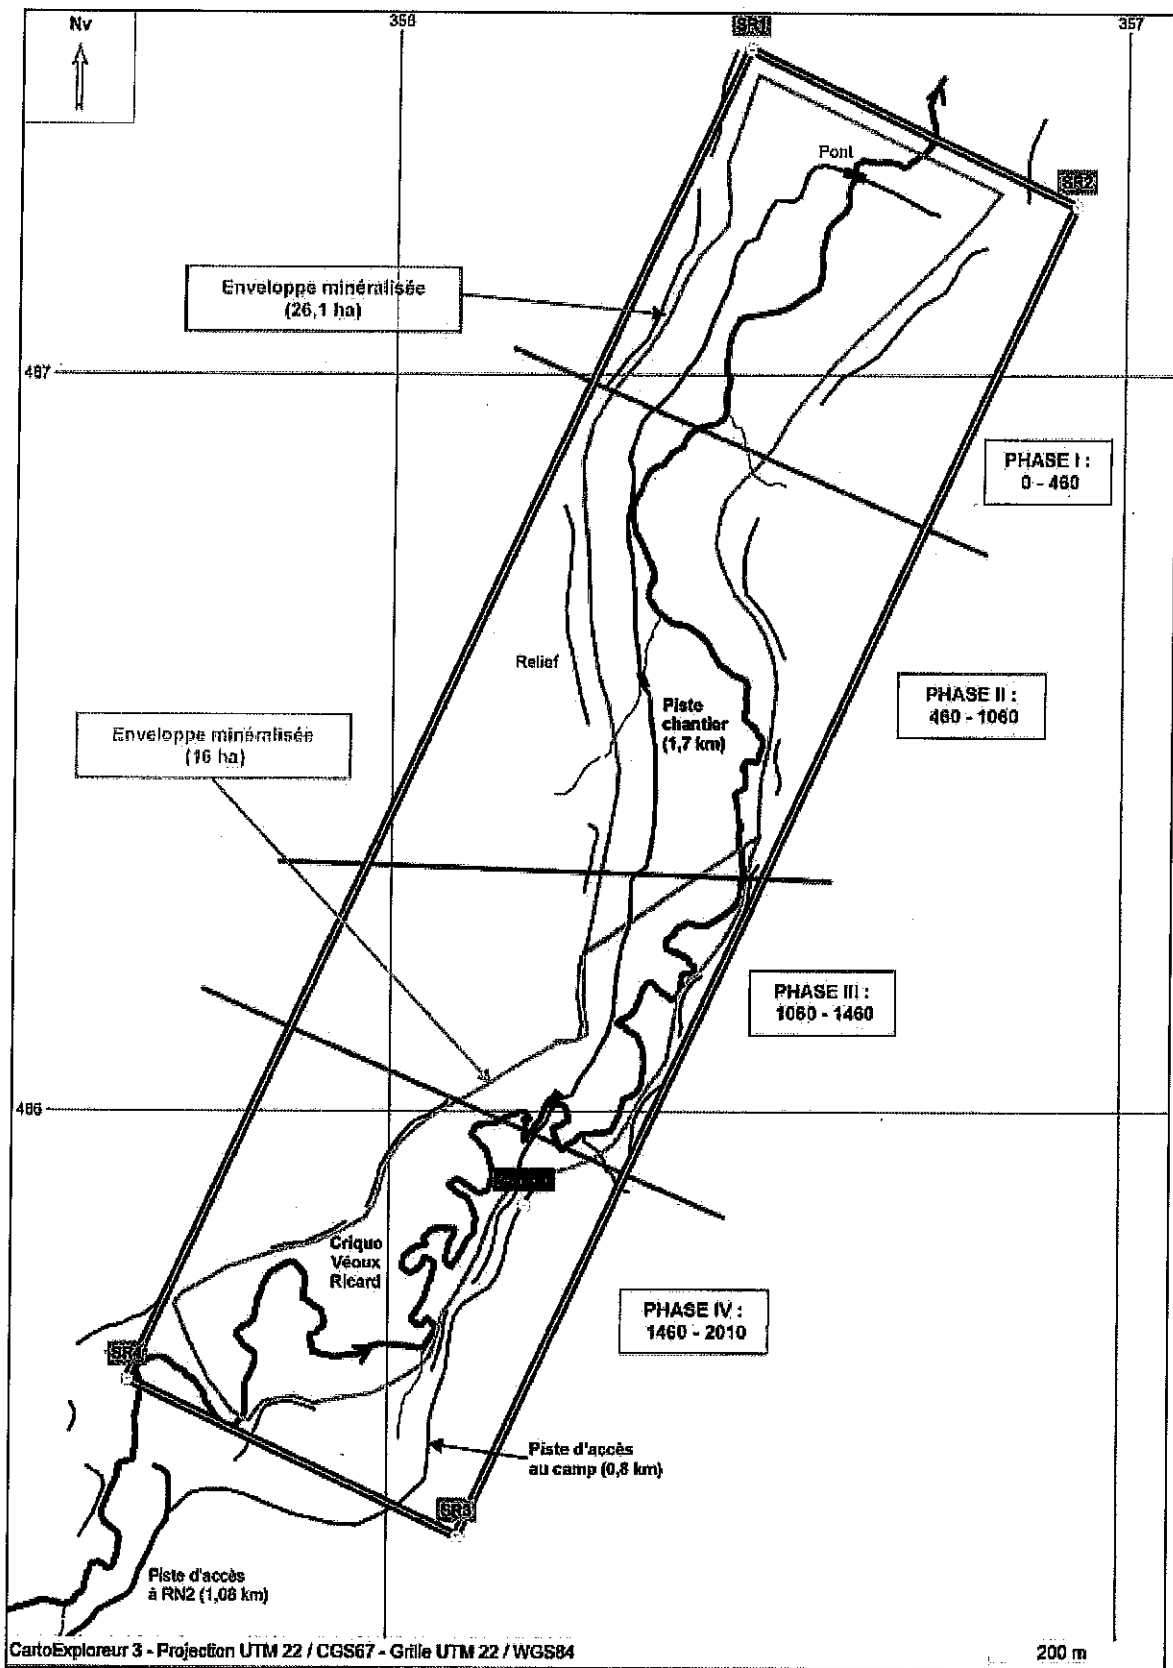 Nv
356
SR1
357
Pont
SR2
Enveloppe minéralisée
(26,1 ha)
487
PHASE I :
0 - 460
Relief
PHASE II :
460 - 1060
Piste
chantier
(1,7 km)
Enveloppe minéralisée
(16 ha)
PHASE III :
1060 - 1460
486
Crique
Vieux
Ricard
PHASE IV :
1460 - 2010
SR4
Piste d'accès
au camp (0,8 km)
SR3
Piste d'accès
à RN2 (1,08 km)
CartoExploreur 3 - Projection UTM 22 / CGS67 - Grille UTM 22 / WGS84
200 m